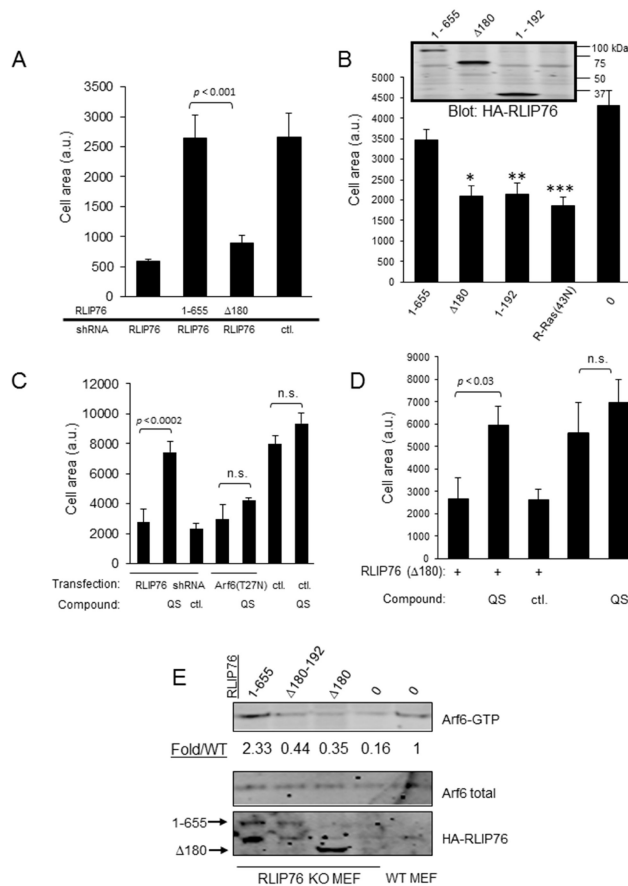 A
Cell area (a.u.)
3500
3000
2500
2000
1500
1000
500
0
p < 0.001
RLIP76 1-655 Δ180
shRNA RLIP76 RLIP76 RLIP76 ctl.
B
1-655 Δ180 1-192
100 kDa
75
50
37
Blot: HA-RLIP76
Cell area (a.u.)
5000
4500
4000
3500
3000
2500
2000
1500
1000
500
0
* ** ***
1-655 Δ180 1-192 R-Ras(43N) 0
C
Cell area (a.u.)
12000
10000
8000
6000
4000
2000
0
p < 0.0002
n.s.
n.s.
Transfection: RLIP76 shRNA Arf6(T27N) ctl. ctl.
Compound: QS ctl. QS QS
D
Cell area (a.u.)
9000
8000
7000
6000
5000
4000
3000
2000
1000
0
p < 0.03
n.s.
RLIP76 (Δ180): + + +
Compound: QS ctl. QS
E
RLIP76 1-655 Δ180-192 Δ180 0 0
Arf6-GTP
Fold/WT 2.33 0.44 0.35 0.16 1
Arf6 total
1-655
HA-RLIP76
Δ180
RLIP76 KO MEF WT MEF